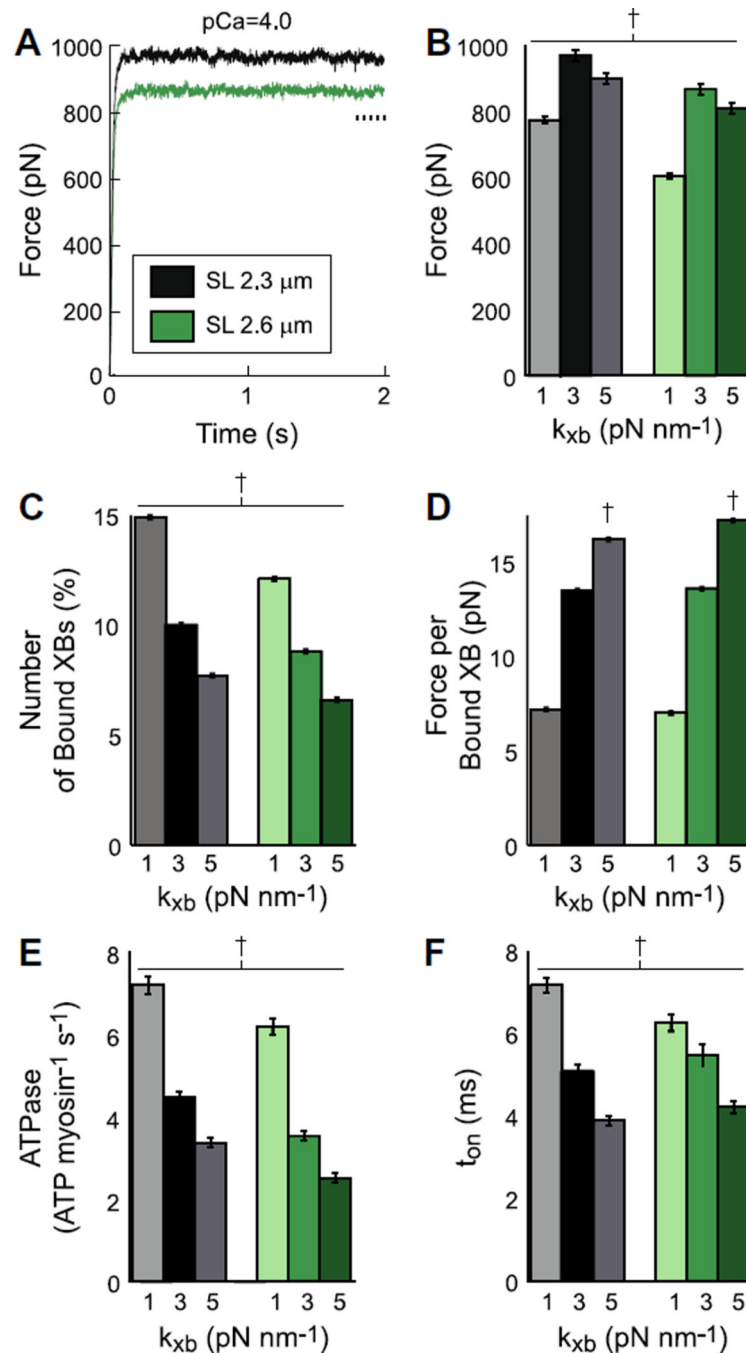 A
pCa=4.0
Force (pN)
1000
800
600
400
200
0
SL 2.3 μm
SL 2.6 μm
0
1
2
Time (s)
B
†
Force (pN)
1000
800
600
400
200
0
1 3 5 1 3 5
kxb (pN nm-1)
C
†
Number
of Bound XBs (%)
15
10
5
0
1 3 5 1 3 5
kxb (pN nm-1)
D
† †
Force per
Bound XB (pN)
15
10
5
0
1 3 5 1 3 5
kxb (pN nm-1)
E
†
ATPase
(ATP myosin-1 s-1)
8
6
4
2
0
1 3 5 1 3 5
kxb (pN nm-1)
F
†
ton (ms)
8
6
4
2
0
1 3 5 1 3 5
kxb (pN nm-1)